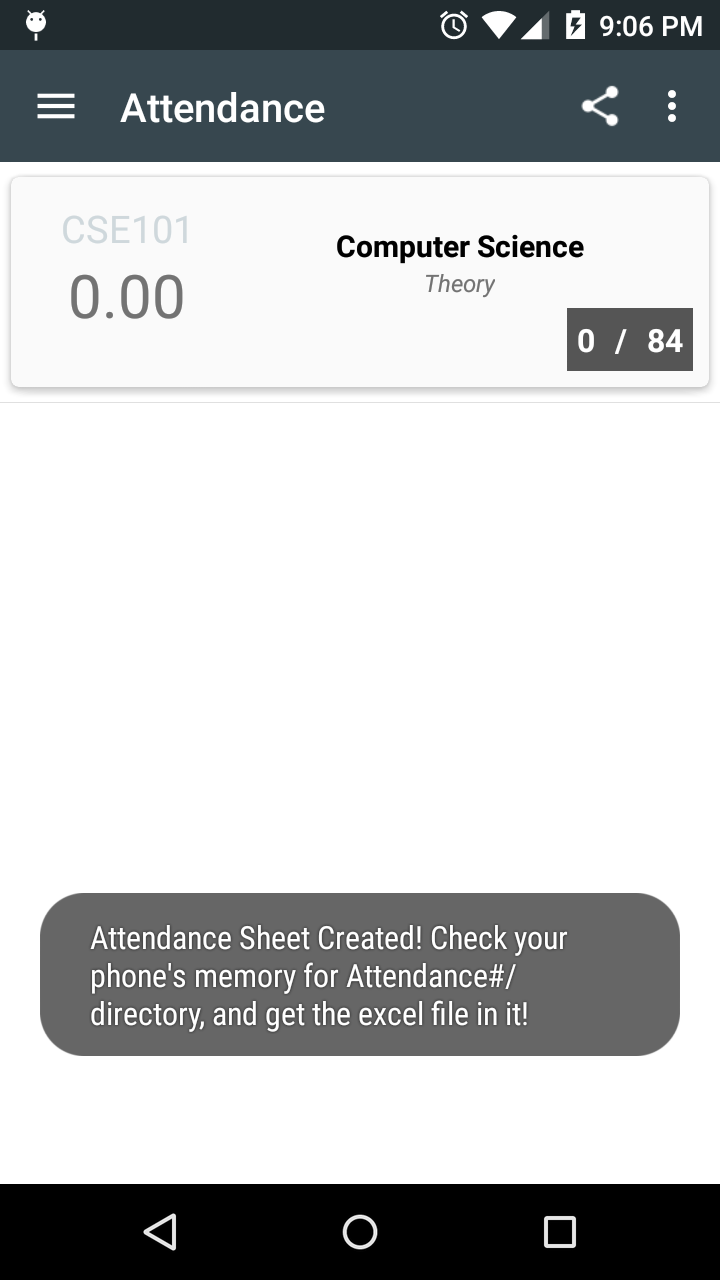 9:06 PM
Attendance
CSE101
0.00
Computer Science
Theory
0 / 84
Attendance Sheet Created! Check your
phone's memory for Attendance#/
directory, and get the excel file in it!